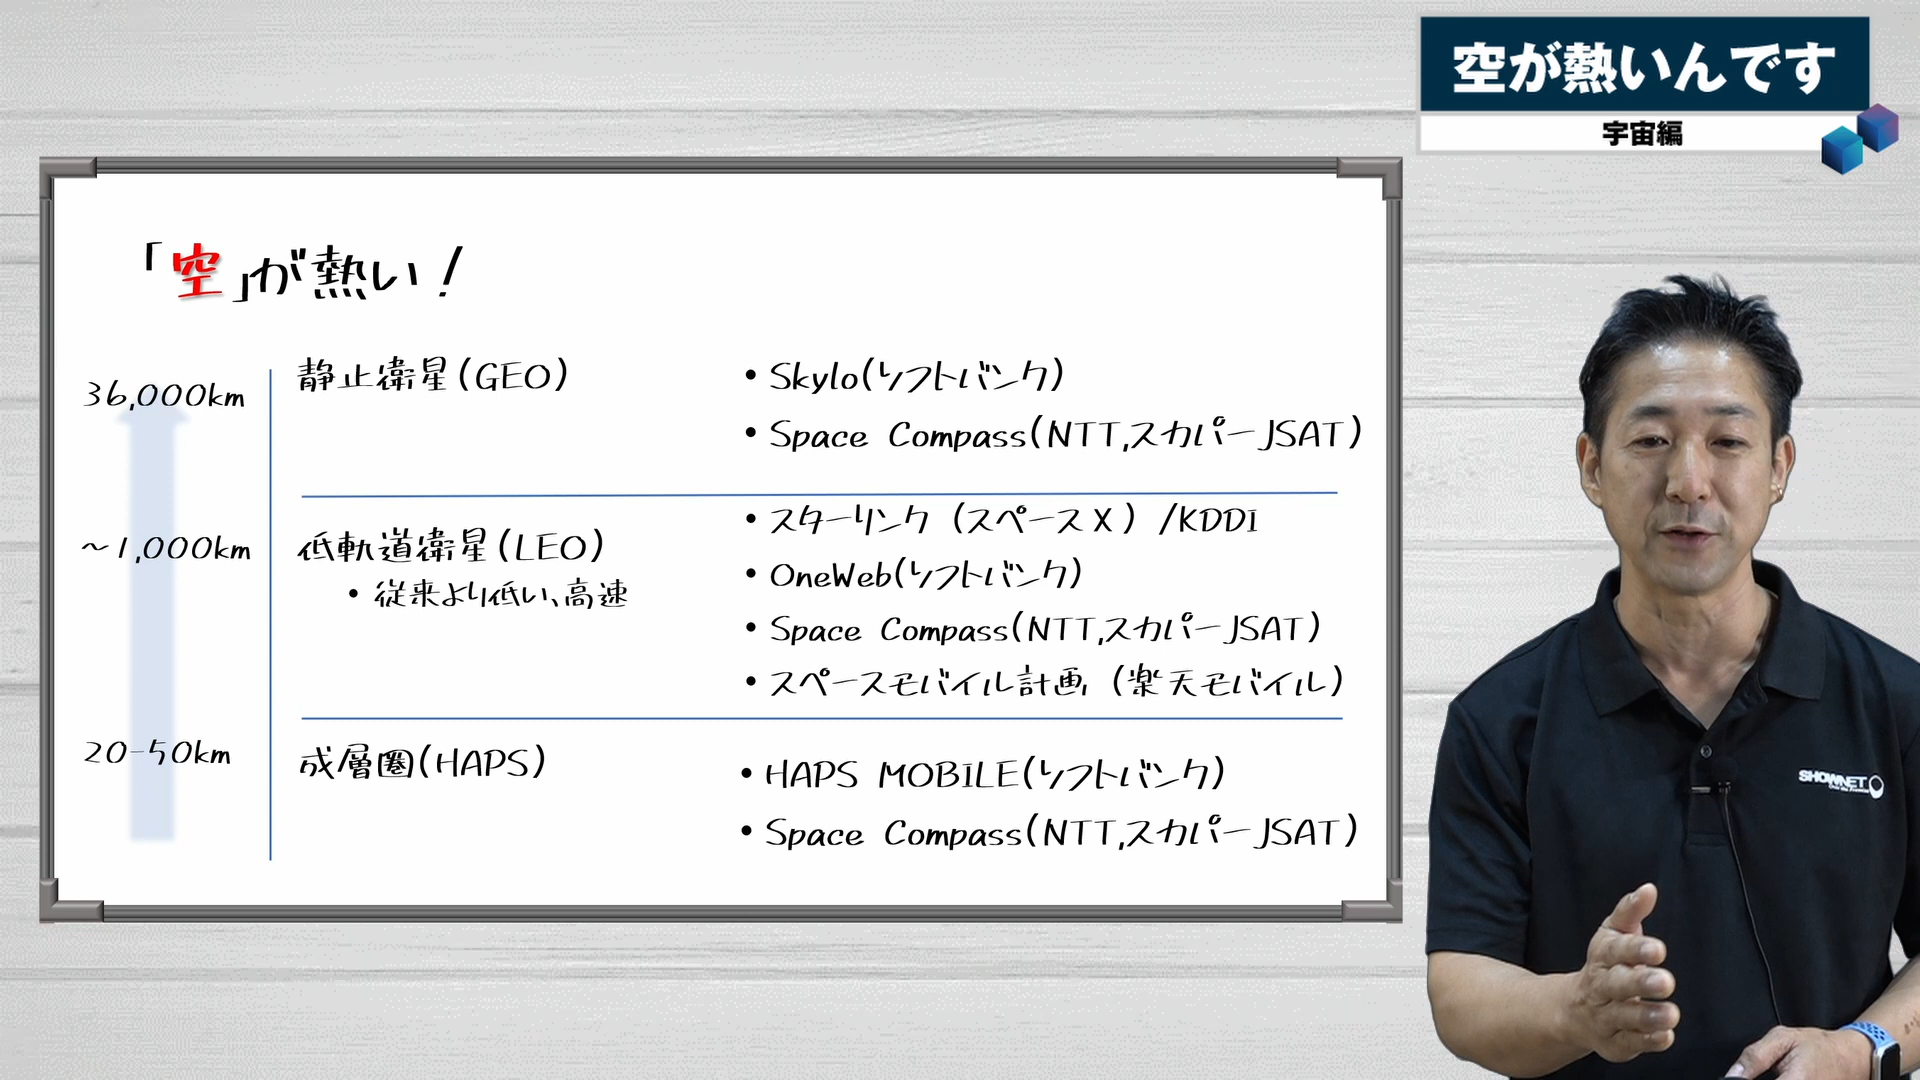 空が熱いんです
宇宙編
「空」が熱い！
36,000km
静止衛星(GEO)
• Skylo(ソフトバンク)
• Space Compass(NTT,スカパーJSAT)
～1,000km
低軌道衛星(LEO)
• 従来より低い、高速
• スターリンク（スペースX）/KDDI
• OneWeb(ソフトバンク)
• Space Compass(NTT,スカパーJSAT)
• スペースモバイル計画（楽天モバイル)
20-50km
成層圏(HAPS)
• HAPS MOBILE(ソフトバンク)
• Space Compass(NTT,スカパーJSAT)
SHOWNET